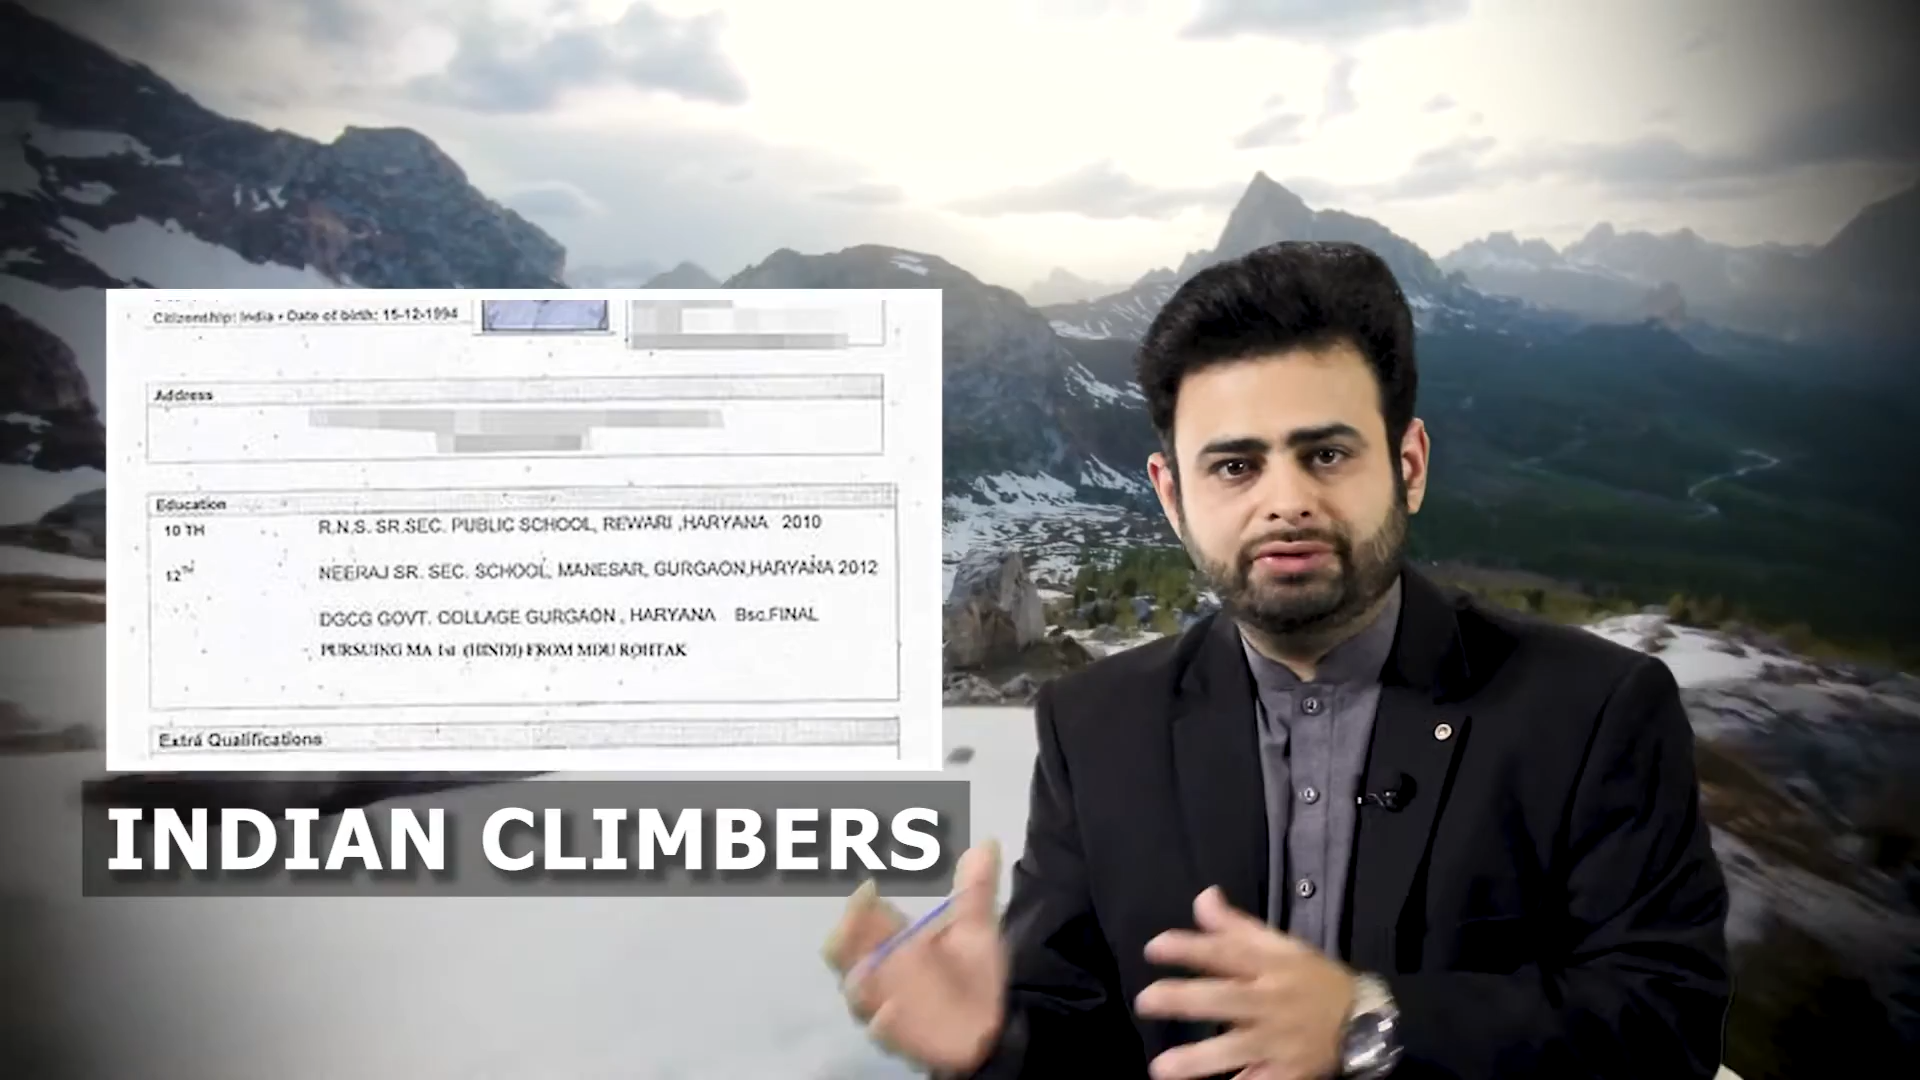 Citizenship: India • Date of birth: 15-12-1994
Address
Education
10 TH R.N.S. SR.SEC. PUBLIC SCHOOL, REWARI ,HARYANA 2010
12TH NEERAJ SR. SEC. SCHOOL, MANESAR, GURGAON,HARYANA 2012
DGCG GOVT. COLLAGE GURGAON , HARYANA Bsc.FINAL
PURSUING MA 1st (HINDI) FROM MDU ROHTAK
Extra Qualifications
INDIAN CLIMBERS